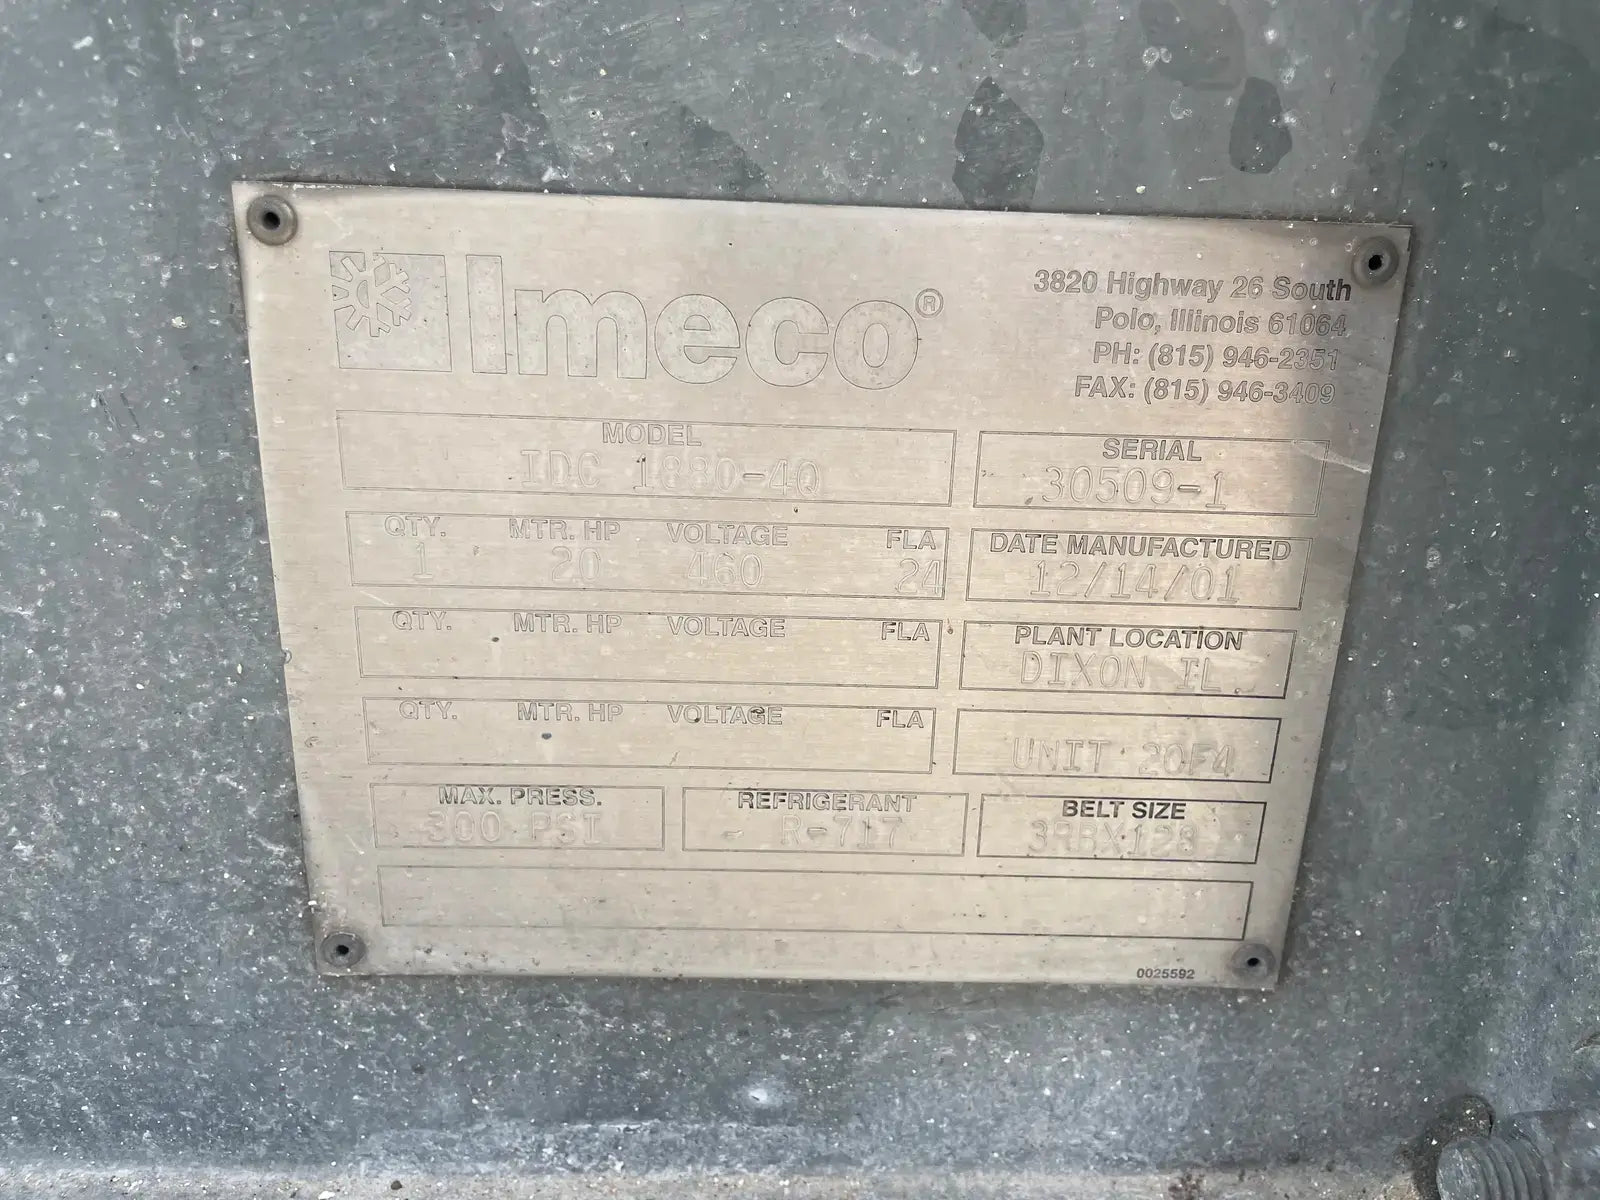 Imeco®
3820 Highway 26 South
Polo, Illinois 61064
PH: (815) 946-2351
FAX: (815) 946-3409
MODEL
IDC 1880-4Q
SERIAL
30509-1
QTY. MTR. HP VOLTAGE FLA
1 20 460 24
DATE MANUFACTURED
12/14/01
QTY. MTR. HP VOLTAGE FLA
PLANT LOCATION
DIXON IL.
QTY. MTR. HP VOLTAGE FLA
UNIT 20F4
MAX. PRESS.
300 PSI
REFRIGERANT
R-717
BELT SIZE
3RBX128
0025592